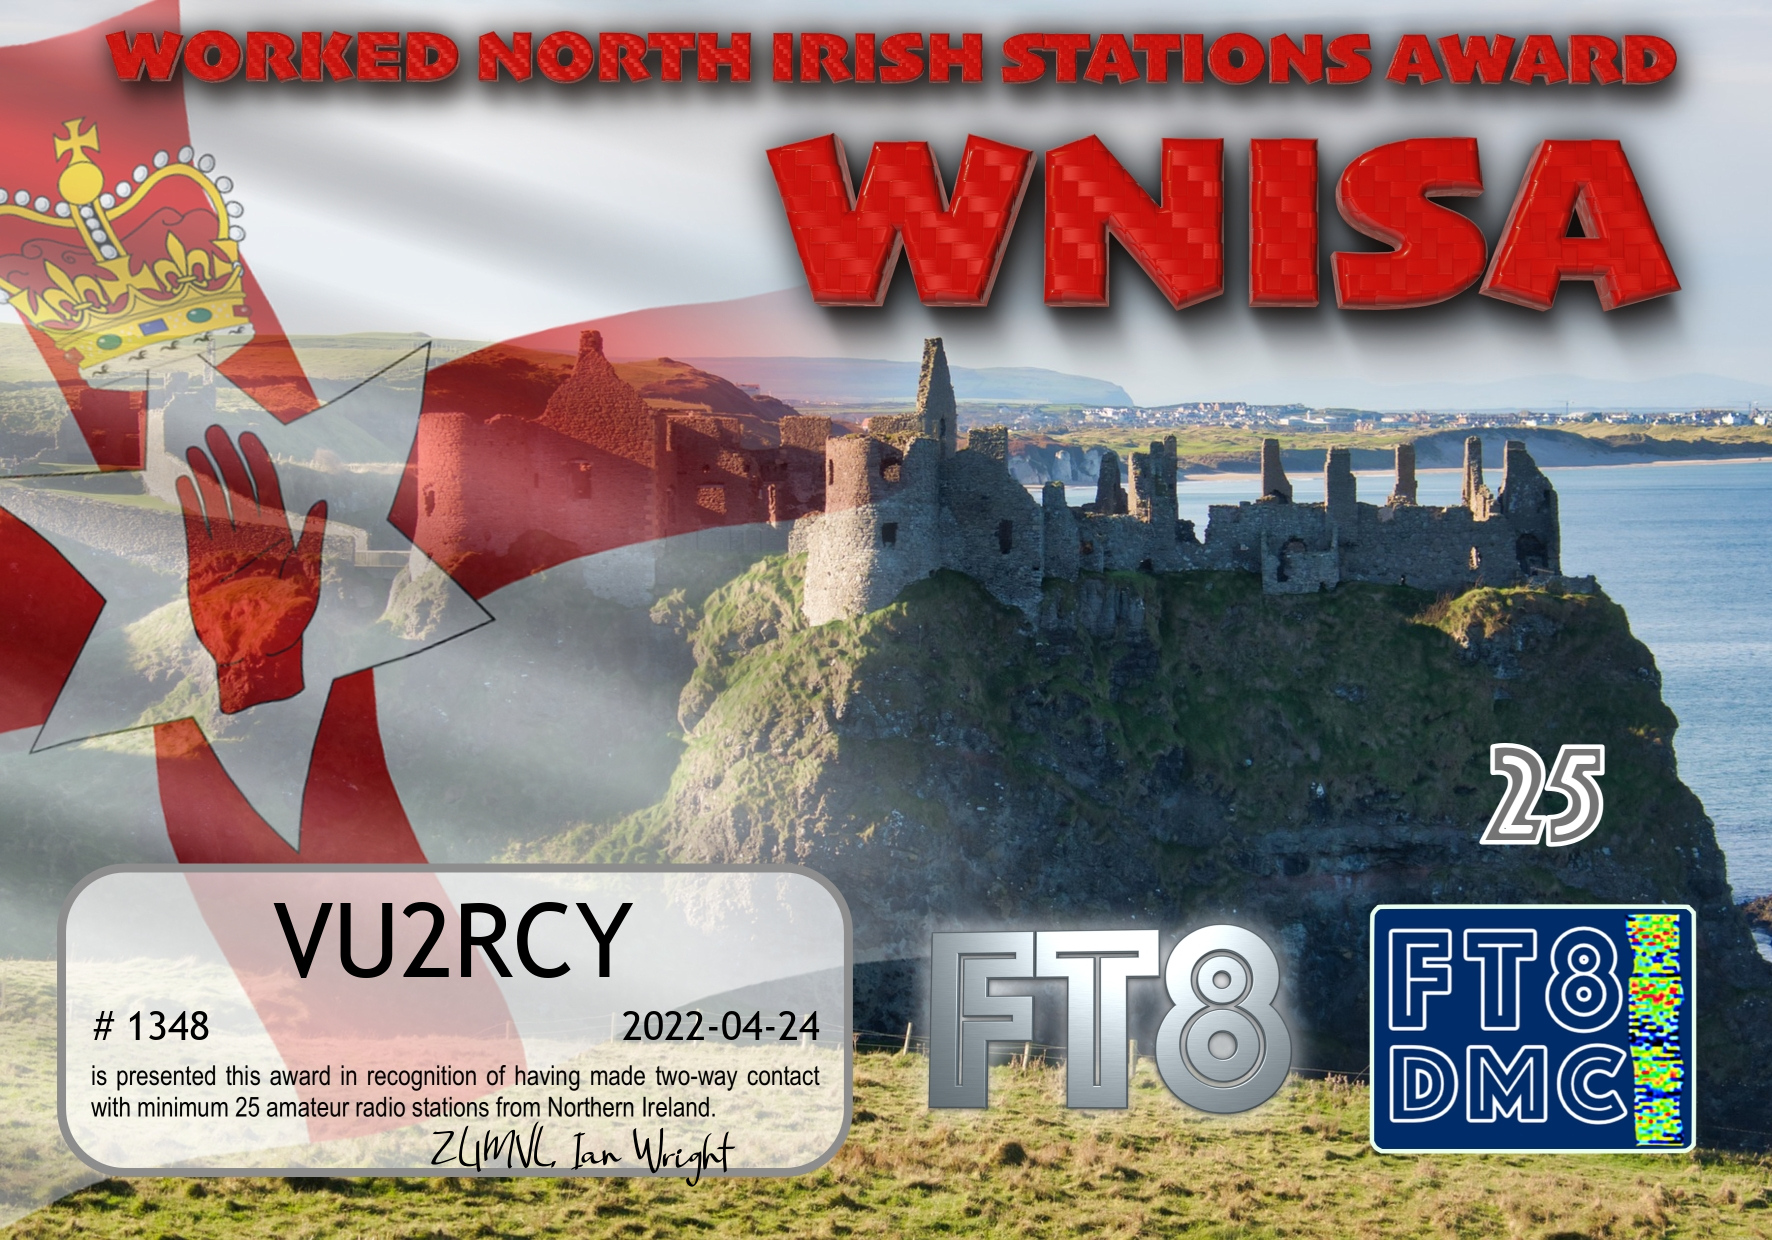 WORKED NORTH IRISH STATIONS AWARD
WNISA
25
VU2RCY
# 1348 2022-04-24
is presented this award in recognition of having made two-way contact
with minimum 25 amateur radio stations from Northern Ireland.
ZL1MVL, Ian Wright
FT8
FT8
DMC